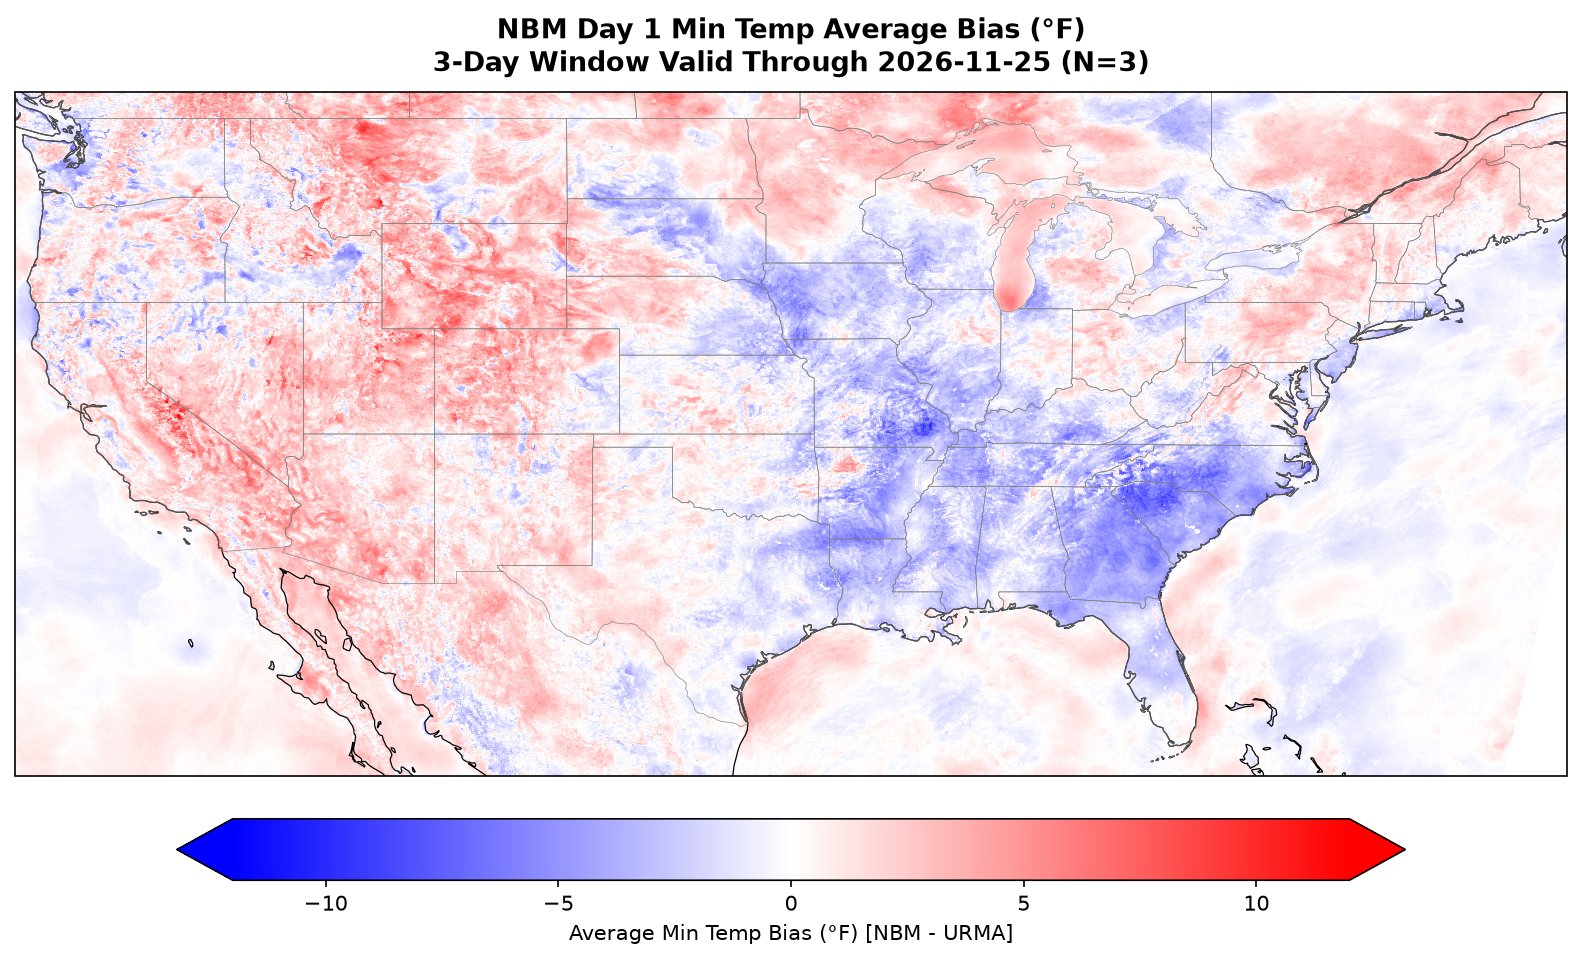 NBM Day 1 Min Temp Average Bias (°F)
3-Day Window Valid Through 2026-11-25 (N=3)
−10 −5 0 5 10
Average Min Temp Bias (°F) [NBM - URMA]